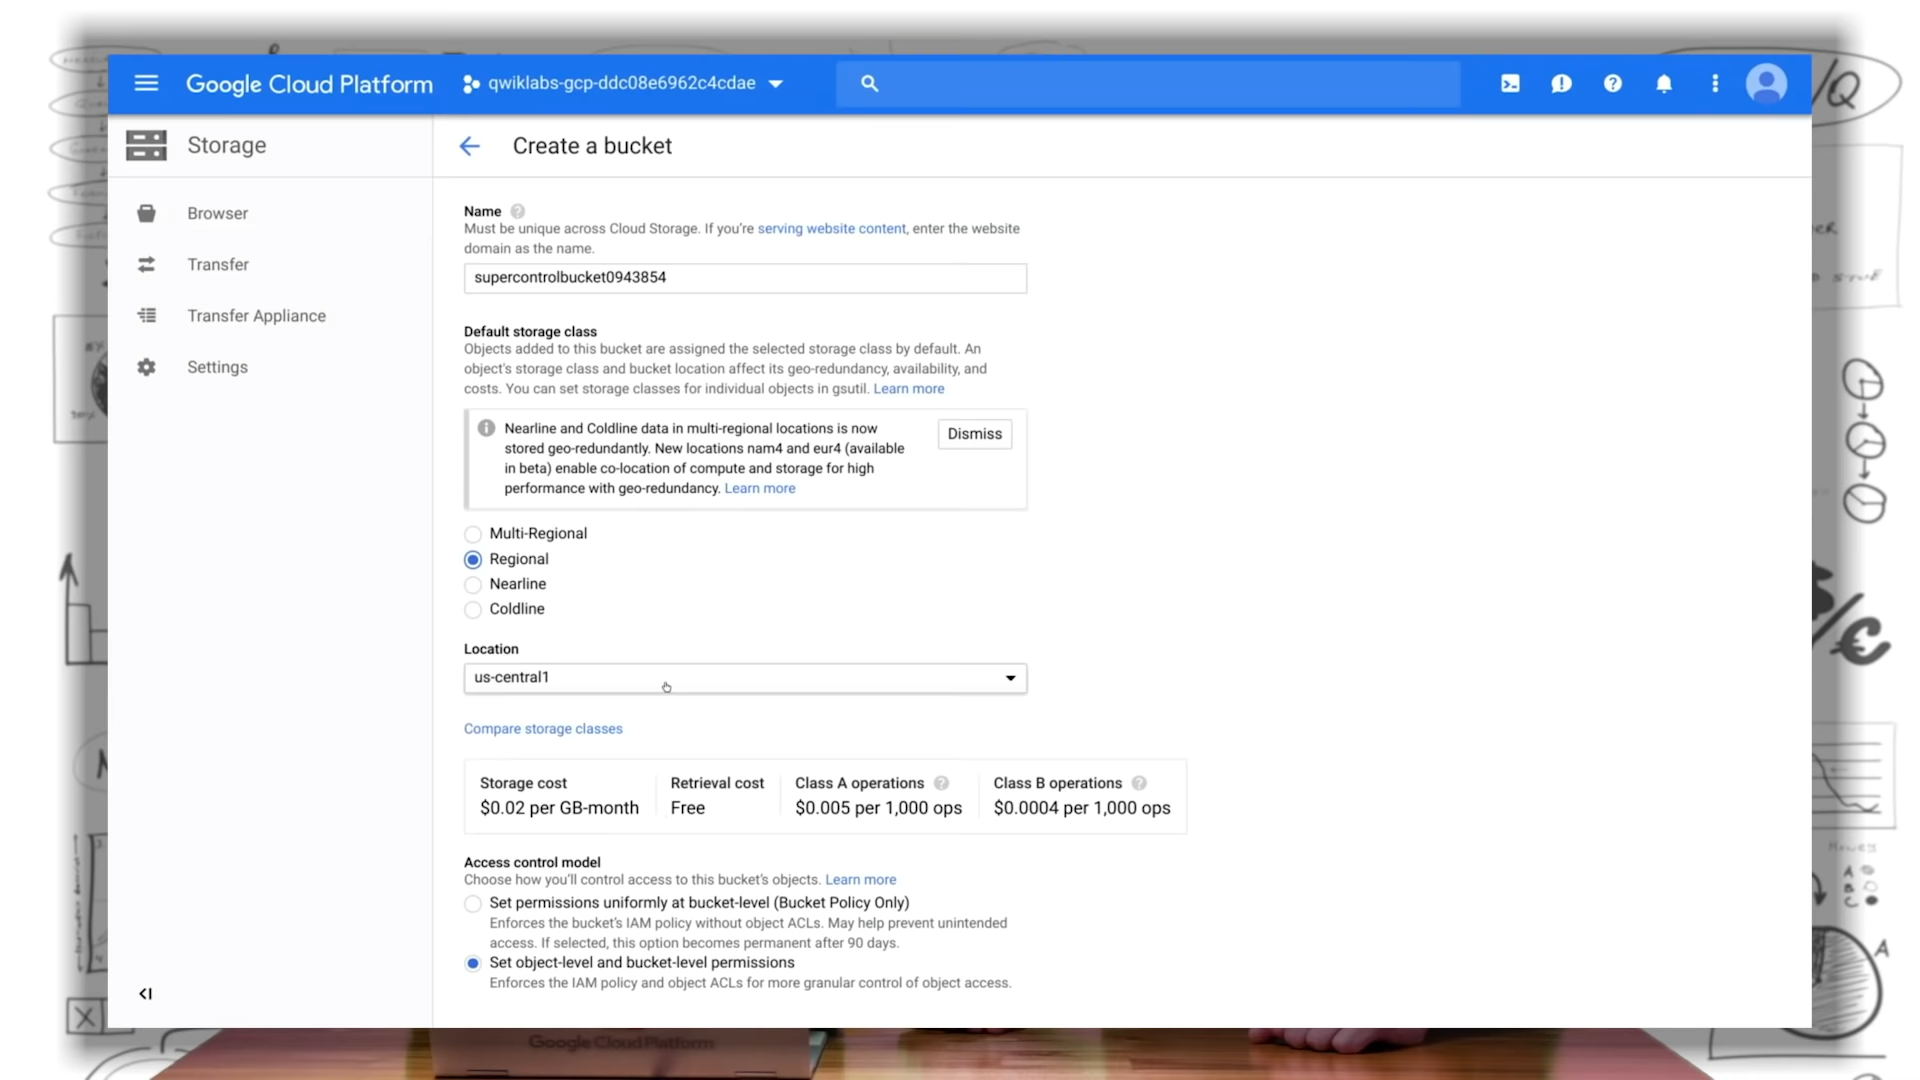 Google Cloud Platform
qwiklabs-gcp-ddc08e6962c4cdae
Storage
Create a bucket
Browser
Transfer
Transfer Appliance
Settings
Name
Must be unique across Cloud Storage. If you're serving website content, enter the website
domain as the name.
supercontrolbucket0943854
Default storage class
Objects added to this bucket are assigned the selected storage class by default. An
object's storage class and bucket location affect its geo-redundancy, availability, and
costs. You can set storage classes for individual objects in gsutil. Learn more
Nearline and Coldline data in multi-regional locations is now
stored geo-redundantly. New locations nam4 and eur4 (available
in beta) enable co-location of compute and storage for high
performance with geo-redundancy. Learn more
Dismiss
Multi-Regional
Regional
Nearline
Coldline
Location
us-central1
Compare storage classes
Storage cost
$0.02 per GB-month
Retrieval cost
Free
Class A operations
$0.005 per 1,000 ops
Class B operations
$0.0004 per 1,000 ops
Access control model
Choose how you'll control access to this bucket's objects. Learn more
Set permissions uniformly at bucket-level (Bucket Policy Only)
Enforces the bucket's IAM policy without object ACLs. May help prevent unintended
access. If selected, this option becomes permanent after 90 days.
Set object-level and bucket-level permissions
Enforces the IAM policy and object ACLs for more granular control of object access.
Google Cloud Platform